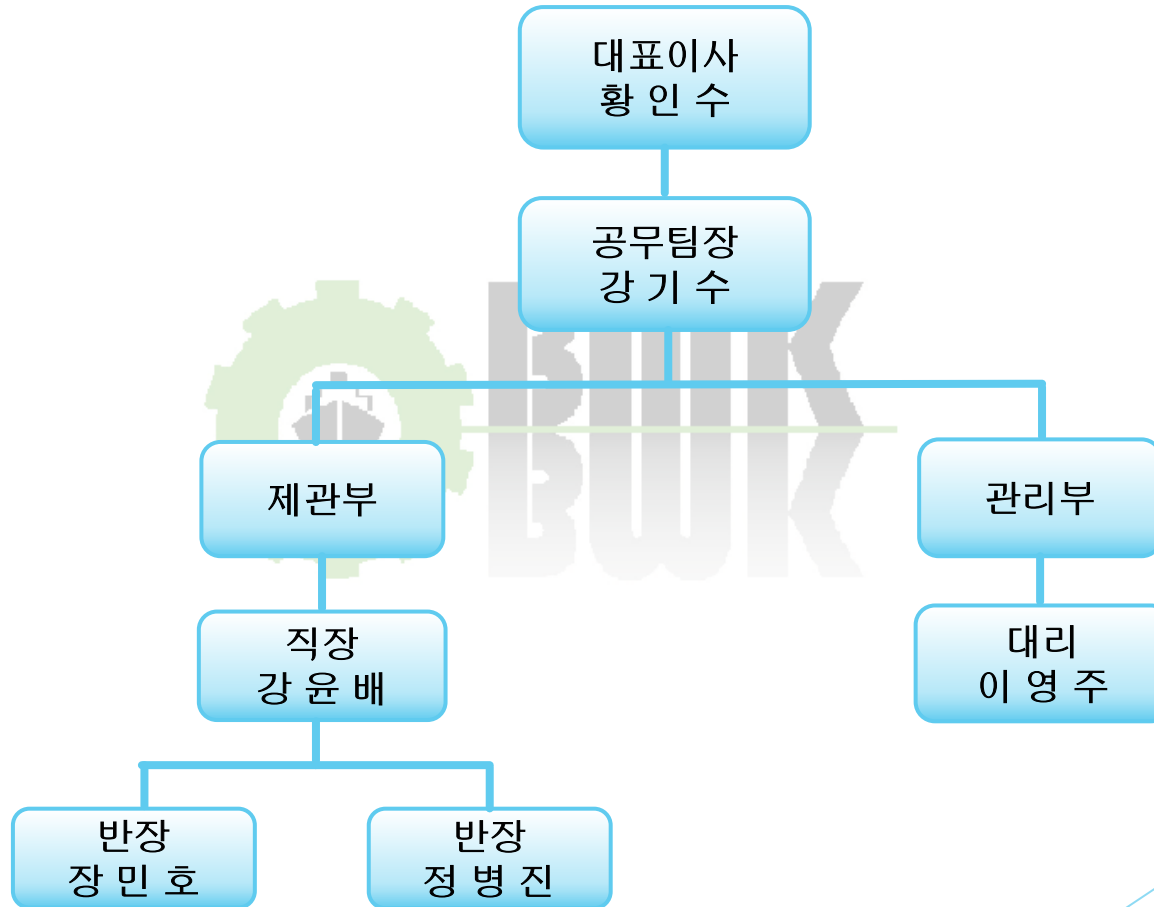 대표이사
황 인 수
공무팀장
강 기 수
BWK
제관부
관리부
직장
강 윤 배
대리
이 영 주
반장
장 민 호
반장
정 병 진